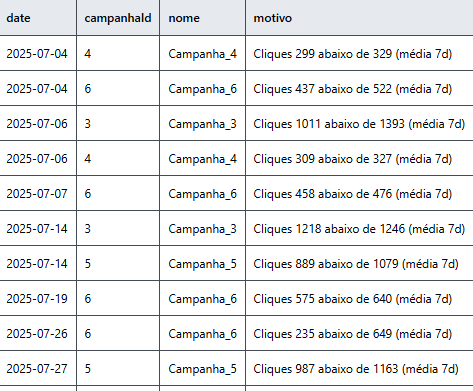 date campanhaId nome motivo
2025-07-04 4 Campanha_4 Cliques 299 abaixo de 329 (média 7d)
2025-07-04 6 Campanha_6 Cliques 437 abaixo de 522 (média 7d)
2025-07-06 3 Campanha_3 Cliques 1011 abaixo de 1393 (média 7d)
2025-07-06 4 Campanha_4 Cliques 309 abaixo de 327 (média 7d)
2025-07-07 6 Campanha_6 Cliques 458 abaixo de 476 (média 7d)
2025-07-14 3 Campanha_3 Cliques 1218 abaixo de 1246 (média 7d)
2025-07-14 5 Campanha_5 Cliques 889 abaixo de 1079 (média 7d)
2025-07-19 6 Campanha_6 Cliques 575 abaixo de 640 (média 7d)
2025-07-26 6 Campanha_6 Cliques 235 abaixo de 649 (média 7d)
2025-07-27 5 Campanha_5 Cliques 987 abaixo de 1163 (média 7d)